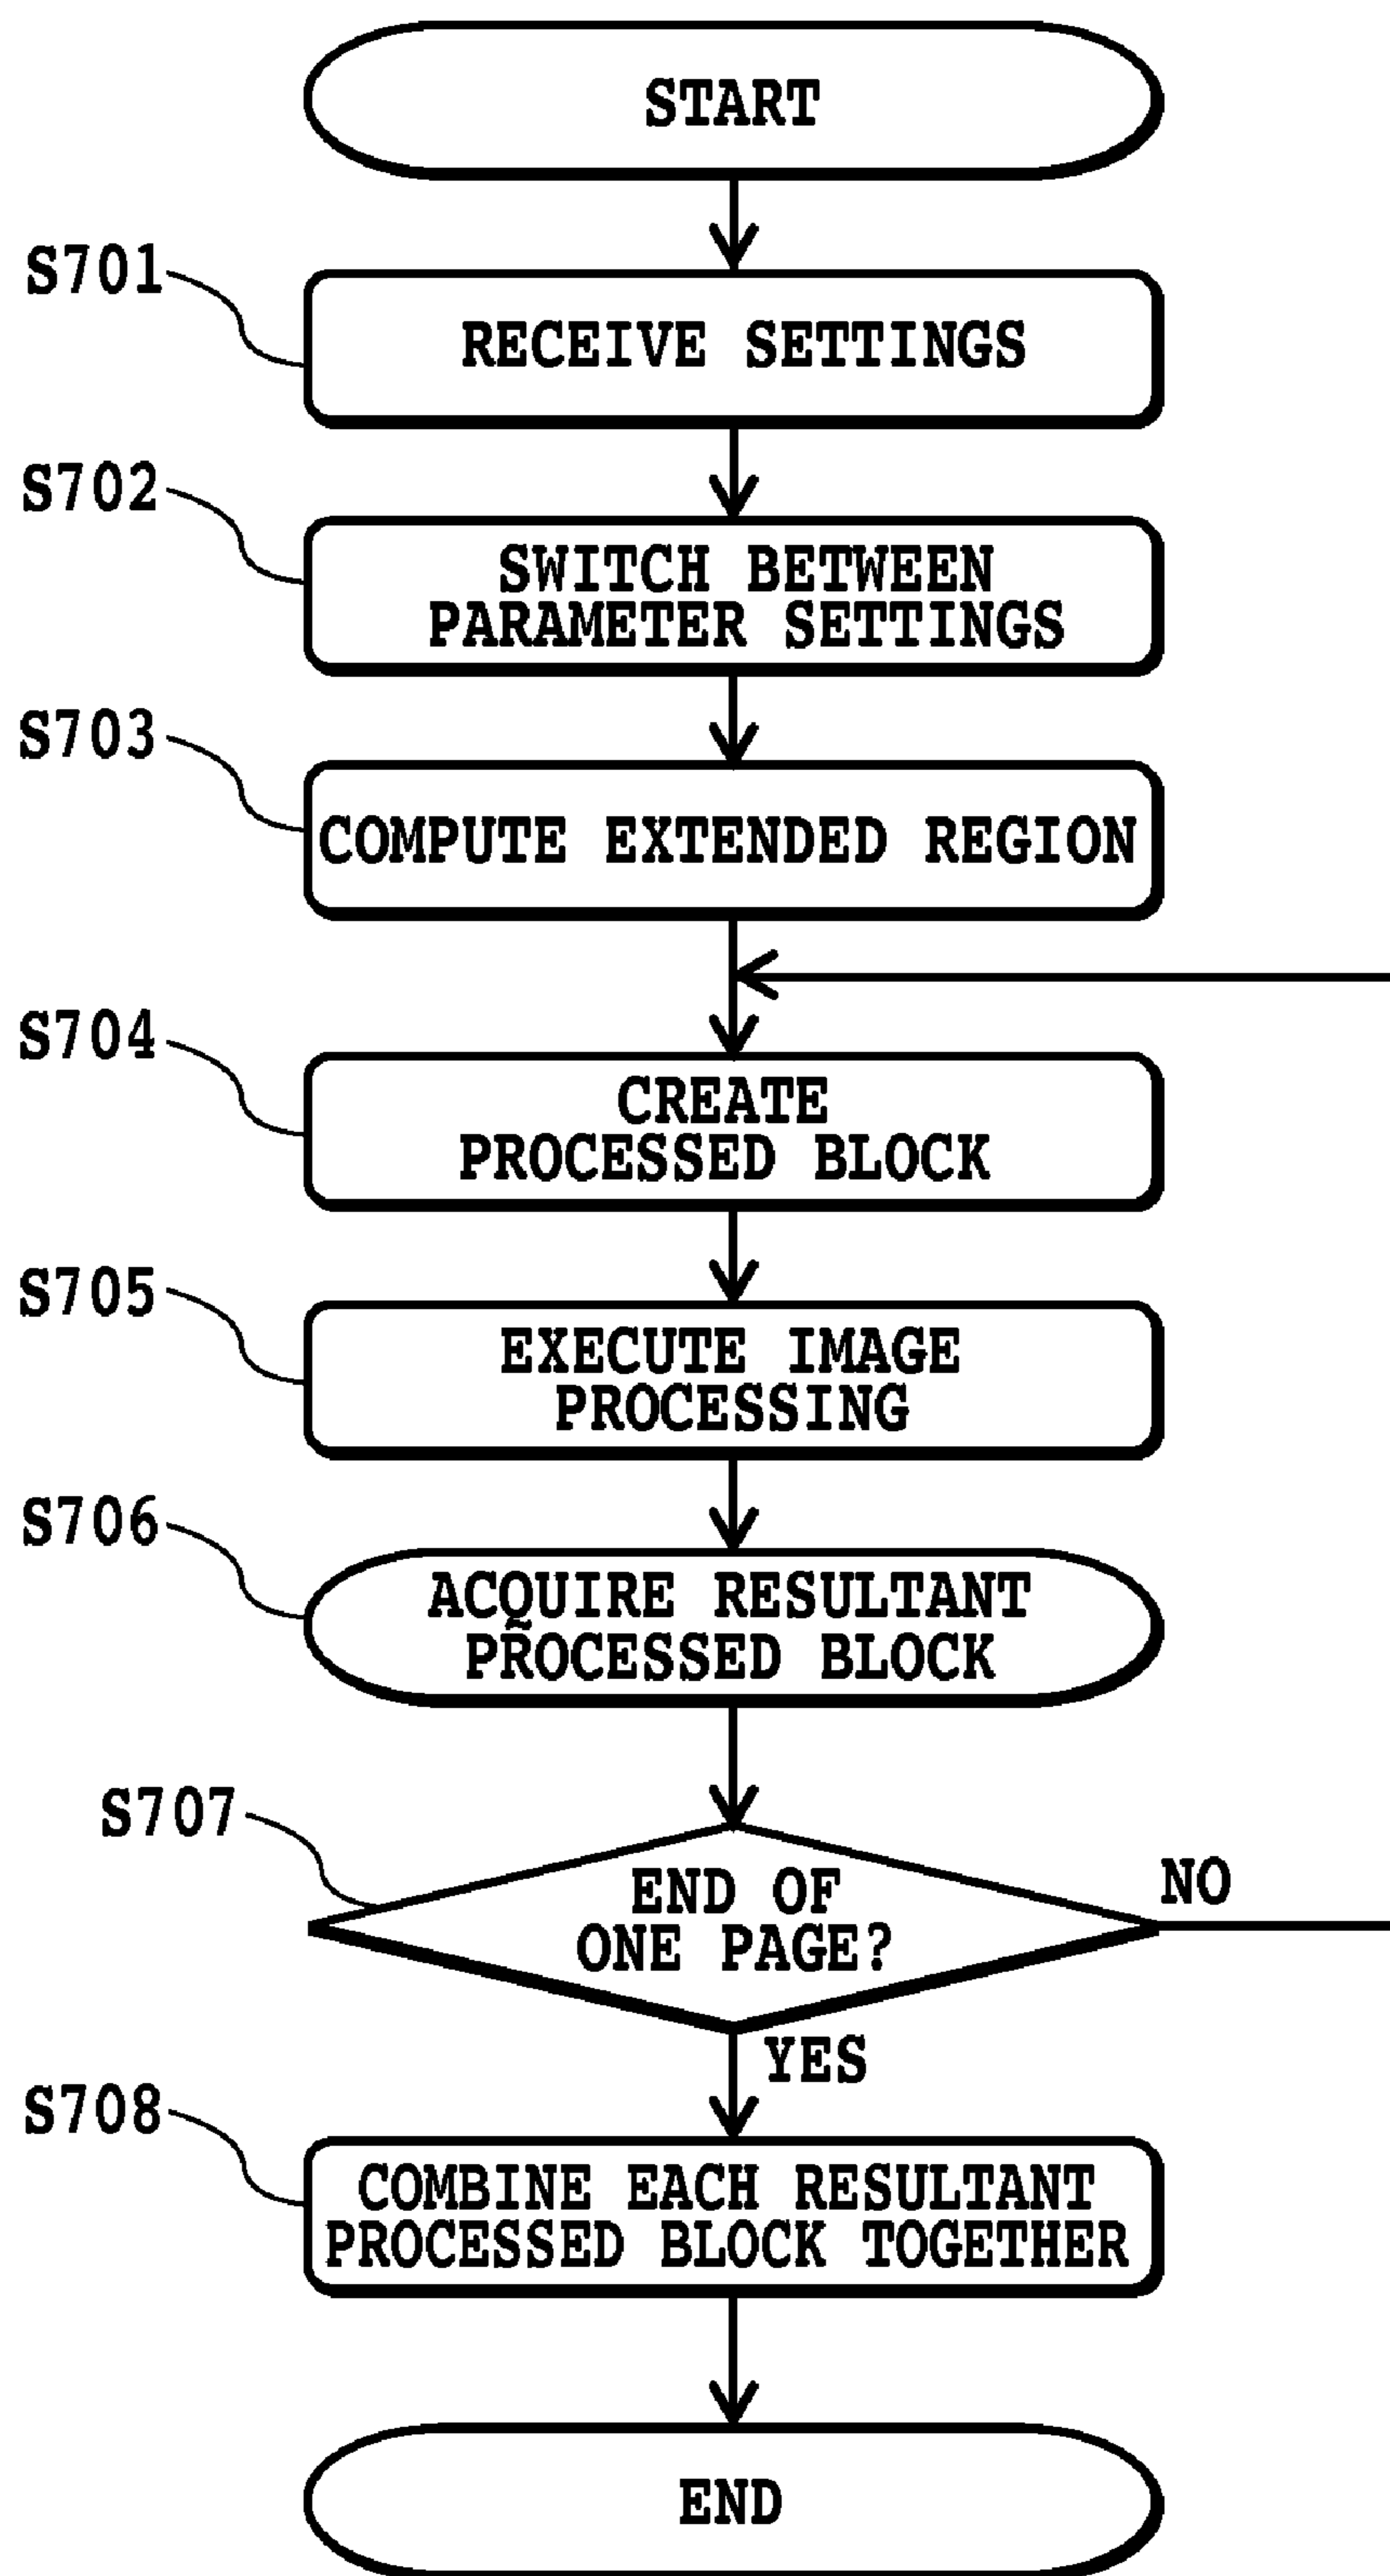 START
S701
RECEIVE SETTINGS
S702
SWITCH BETWEEN
PARAMETER SETTINGS
S703
COMPUTE EXTENDED REGION
S704
CREATE
PROCESSED BLOCK
S705
EXECUTE IMAGE
PROCESSING
S706
ACQUIRE RESULTANT
PROCESSED BLOCK
S707
END OF
ONE PAGE?
NO
YES
S708
COMBINE EACH RESULTANT
PROCESSED BLOCK TOGETHER
END